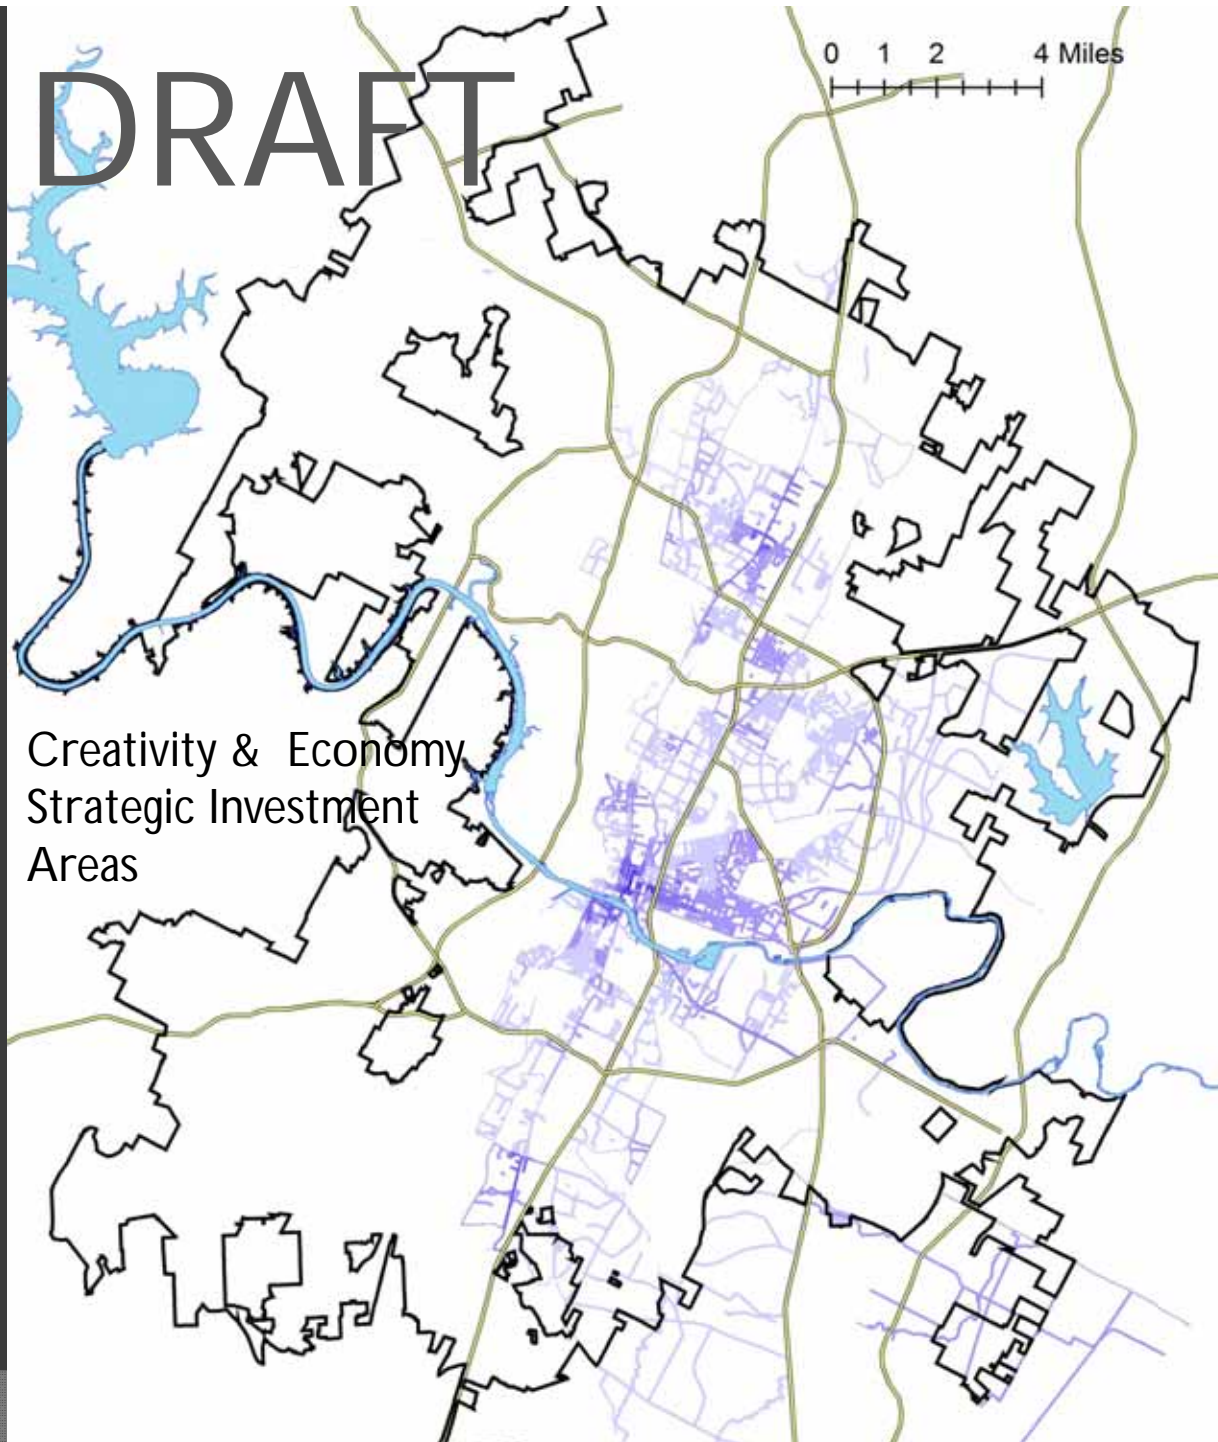 DRAFT
0 1 2 4 Miles
Creativity & Economy
Strategic Investment
Areas